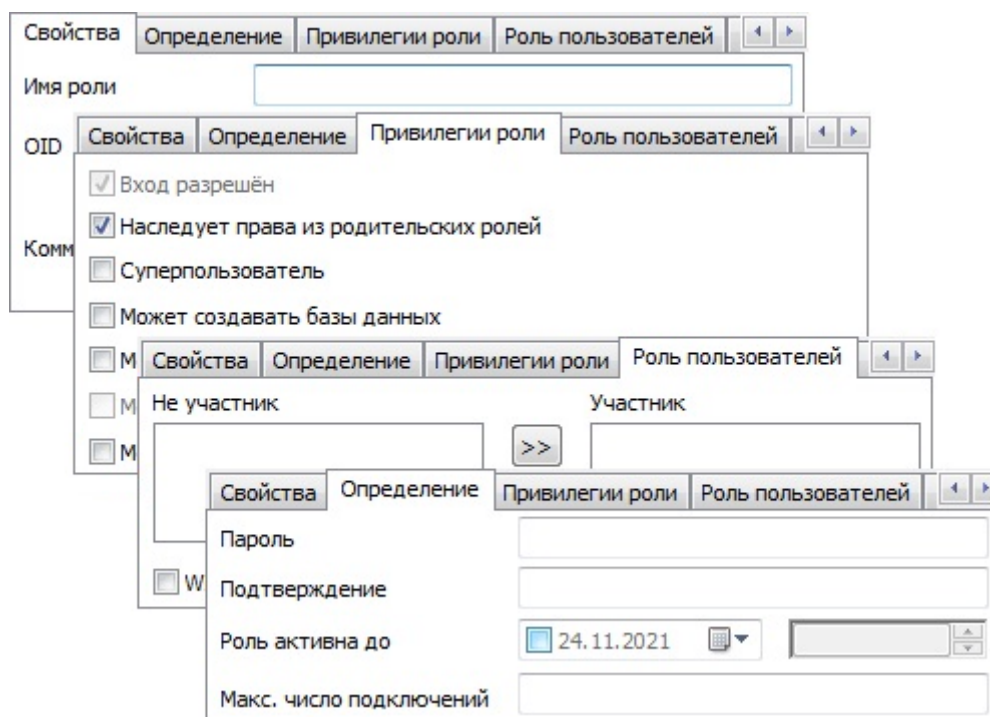 Свойства Определение Привилегии роли Роль пользователей
Имя роли
OID
Комм
Свойства Определение Привилегии роли Роль пользователей
Вход разрешён
Наследует права из родительских ролей
Суперпользователь
Может создавать базы данных
М
М
М
Свойства Определение Привилегии роли Роль пользователей
Не участник Участник
>>
W
Свойства Определение Привилегии роли Роль пользователей
Пароль
Подтверждение
Роль активна до 24.11.2021
Макс. число подключений